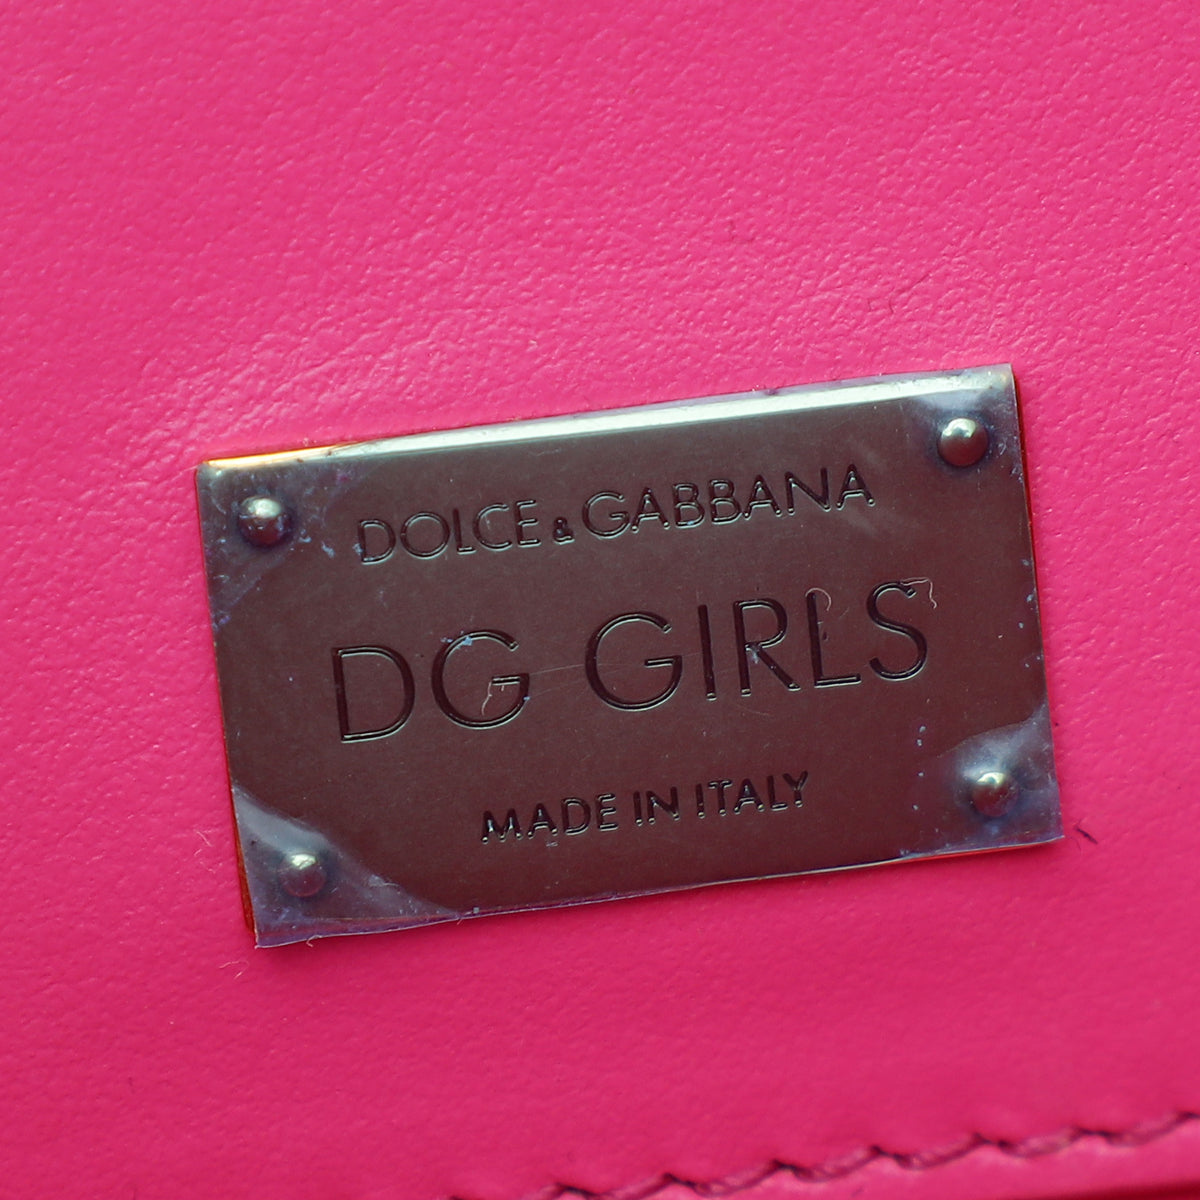 DOLCE & GABBANA
DG GIRLS
MADE IN ITALY